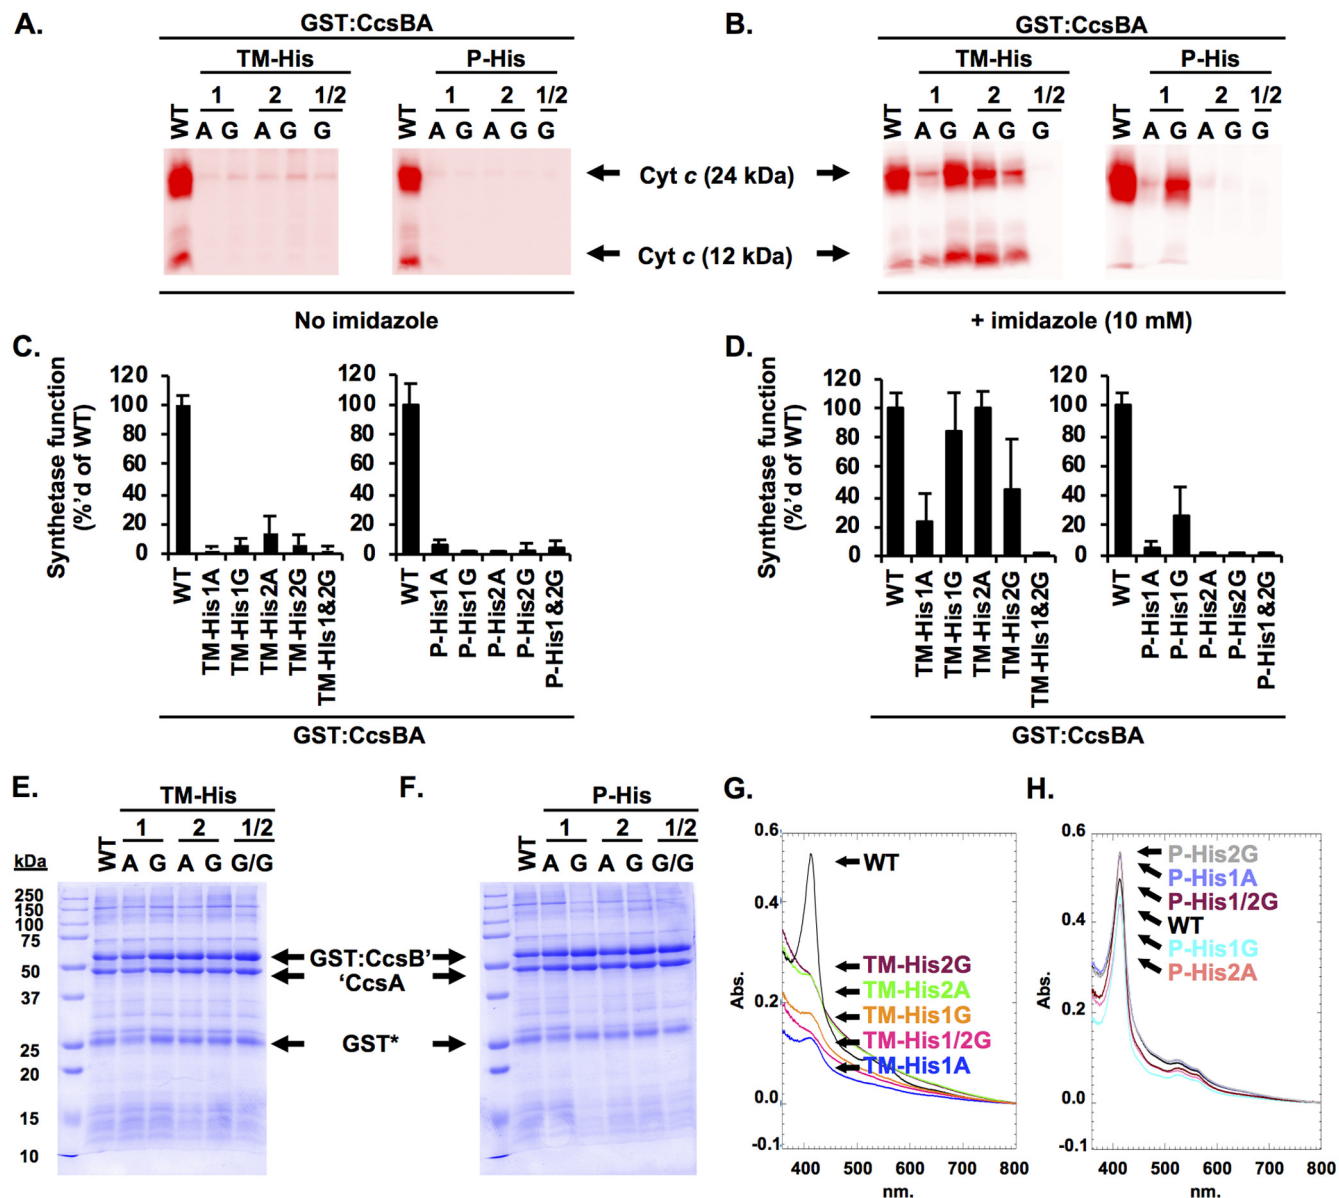 A.
GST:CcsBA
TM-His
P-His
1 2 1/2
1 2 1/2
WT A G A G G
WT A G A G G
B.
GST:CcsBA
TM-His
P-His
1 2 1/2
1 2 1/2
WT A G A G G
WT A G A G G
Cyt c (24 kDa)
Cyt c (12 kDa)
No imidazole
+ imidazole (10 mM)
C.
Synthetase function
(%'d of WT)
120
100
80
60
40
20
0
WT
TM-His1A
TM-His1G
TM-His2A
TM-His2G
TM-HIs1&2G
120
100
80
60
40
20
0
WT
P-His1A
P-His1G
P-His2A
P-His2G
P-His1&2G
GST:CcsBA
D.
Synthetase function
(%'d of WT)
120
100
80
60
40
20
0
WT
TM-His1A
TM-His1G
TM-His2A
TM-His2G
TM-HIs1&2G
120
100
80
60
40
20
0
WT
P-His1A
P-His1G
P-His2A
P-His2G
P-His1&2G
GST:CcsBA
E.
TM-His
1 2 1/2
WT A G A G G/G
kDa
250
150
100
75
50
37
25
20
15
10
GST:CcsB'
'CcsA
GST*
F.
P-His
1 2 1/2
WT A G A G G/G
G.
Abs.
0.6
0.4
0.2
0.0
-0.1
WT
TM-His2G
TM-His2A
TM-His1G
TM-His1/2G
TM-His1A
400 500 600 700 800
nm.
H.
Abs.
0.6
0.4
0.2
0.0
-0.1
P-His2G
P-His1A
P-His1/2G
WT
P-His1G
P-His2A
400 500 600 700 800
nm.